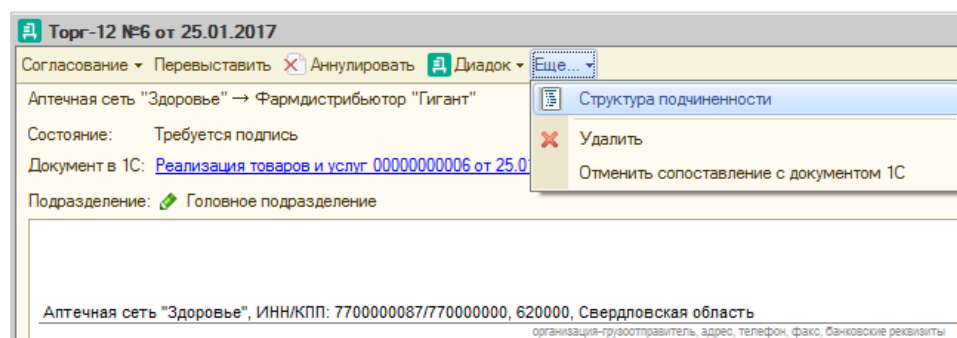 Торг-12 №6 от 25.01.2017
Согласование Перевыставить Аннулировать Диадок Еще...
Структура подчиненности
Удалить
Отменить сопоставление с документом 1С
Аптечная сеть "Здоровье" → Фармдистрибьютор "Гигант"
Состояние: Требуется подпись
Документ в 1С: Реализация товаров и услуг 00000000006 от 25.0
Подразделение: Головное подразделение
Аптечная сеть "Здоровье", ИНН/КПП: 7700000087/770000000, 620000, Свердловская область
организация-грузоотправитель, адрес, телефон, факс, банковские реквизиты